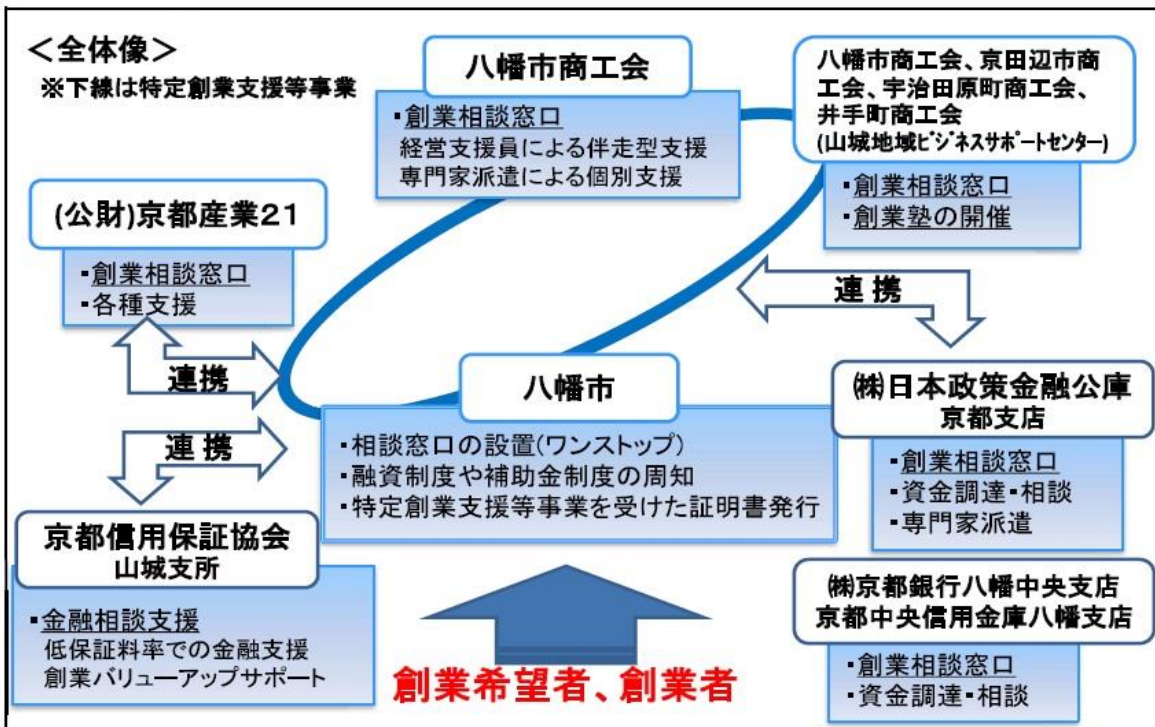 ＜全体像＞
※下線は特定創業支援等事業
八幡市商工会
▪創業相談窓口
経営支援員による伴走型支援
専門家派遣による個別支援
八幡市商工会、京田辺市商
工会、宇治田原町商工会、
井手町商工会
(山城地域ﾋﾞｼﾞﾈｽｻﾎﾟｰﾄセンター)
▪創業相談窓口
▪創業塾の開催
(公財)京都産業２１
▪創業相談窓口
▪各種支援
連携
連 携
連 携
八幡市
▪相談窓口の設置(ワンストップ)
▪融資制度や補助金制度の周知
▪特定創業支援等事業を受けた証明書発行
㈱日本政策金融公庫
京都支店
▪創業相談窓口
▪資金調達・相談
▪専門家派遣
京都信用保証協会
山城支所
▪金融相談支援
低保証料率での金融支援
創業バリューアップサポート
㈱京都銀行八幡中央支店
京都中央信用金庫八幡支店
▪創業相談窓口
▪資金調達・相談
創業希望者、創業者